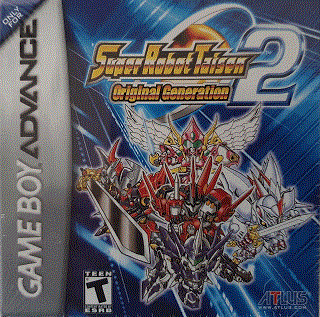 ONLY FOR
GAME BOY ADVANCE
Super Robot Taisen
Original Generation 2
TEEN
T
ESRB
ATLUS
WWW.ATLUS.COM